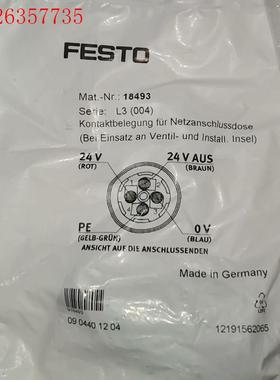 26357735
FESTO
Mat.-Nr.: 18493
Serie: L3 (004)
Kontaktbelegung für Netzanschlussdose
(Bei Einsatz an Ventil- und Install. Insel)
24 V 24 V AUS
(ROT) (BRAUN)
PE 0 V
(GELB-GRÜN) (BLAU)
ANSICHT AUF DIE ANSCHLUSSENDEN
Made in Germany
09 0440 12 04 12191562065